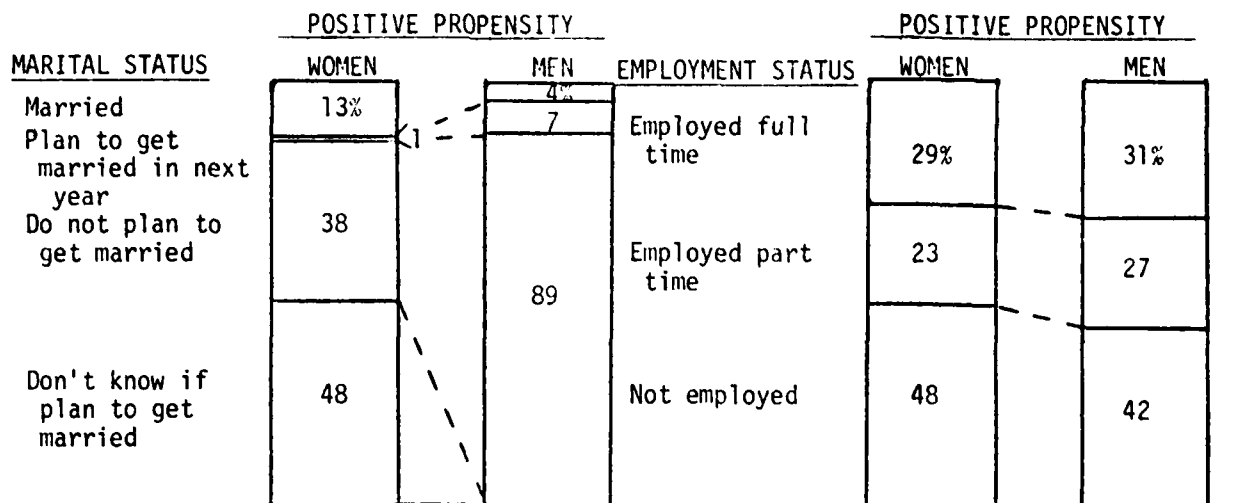 POSITIVE PROPENSITY
MARITAL STATUS
WOMEN
MEN
Married
Plan to get
married in next
year
Do not plan to
get married
Don't know if
plan to get
married
13%
1
38
48
4%
7
89
POSITIVE PROPENSITY
EMPLOYMENT STATUS
WOMEN
MEN
Employed full
time
29%
31%
Employed part
time
23
27
Not employed
48
42